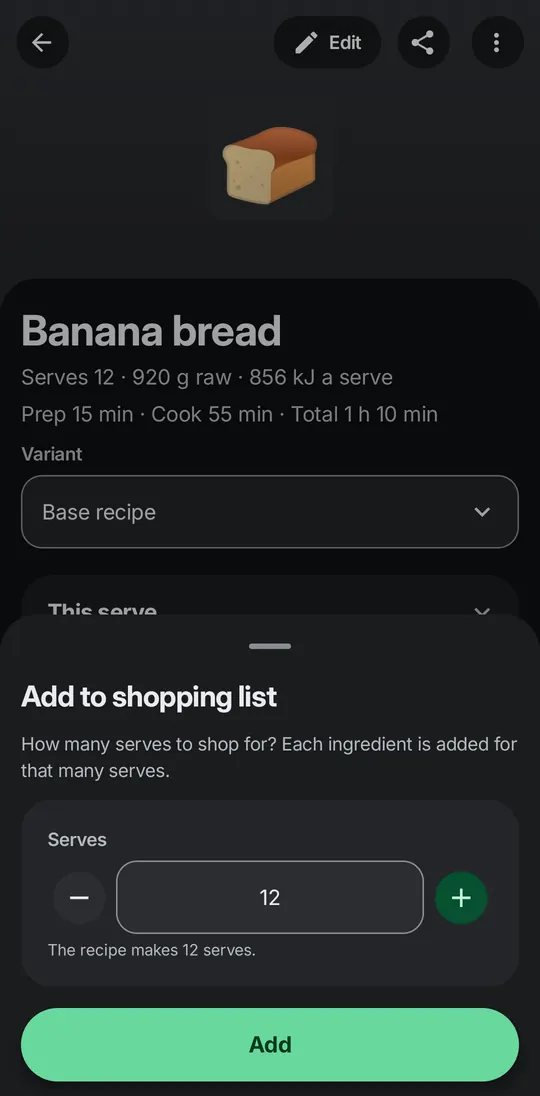 Edit
Banana bread
Serves 12 · 920 g raw · 856 kJ a serve
Prep 15 min · Cook 55 min · Total 1 h 10 min
Variant
Base recipe
This serve
Add to shopping list
How many serves to shop for? Each ingredient is added for
that many serves.
Serves
12
The recipe makes 12 serves.
Add